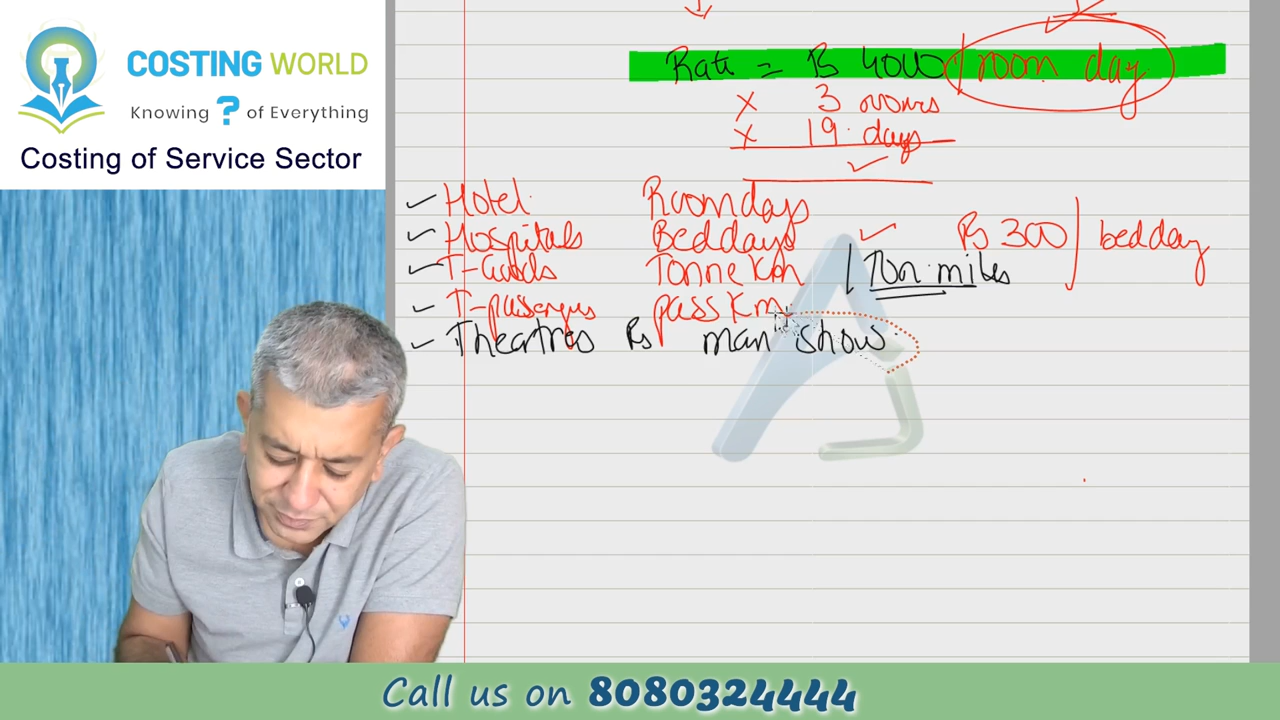 COSTING WORLD
Knowing ? of Everything
Costing of Service Sector
Rate = Rs 4000 / room day
x 3 rooms
x 19 days
Hotel Roomdays
Hospitals Beddays Rs 300 / bedday
T-Goods Tonne Km / Ton miles
T-passengers pass Km
Theartres Rs man show
Call us on 8080324444